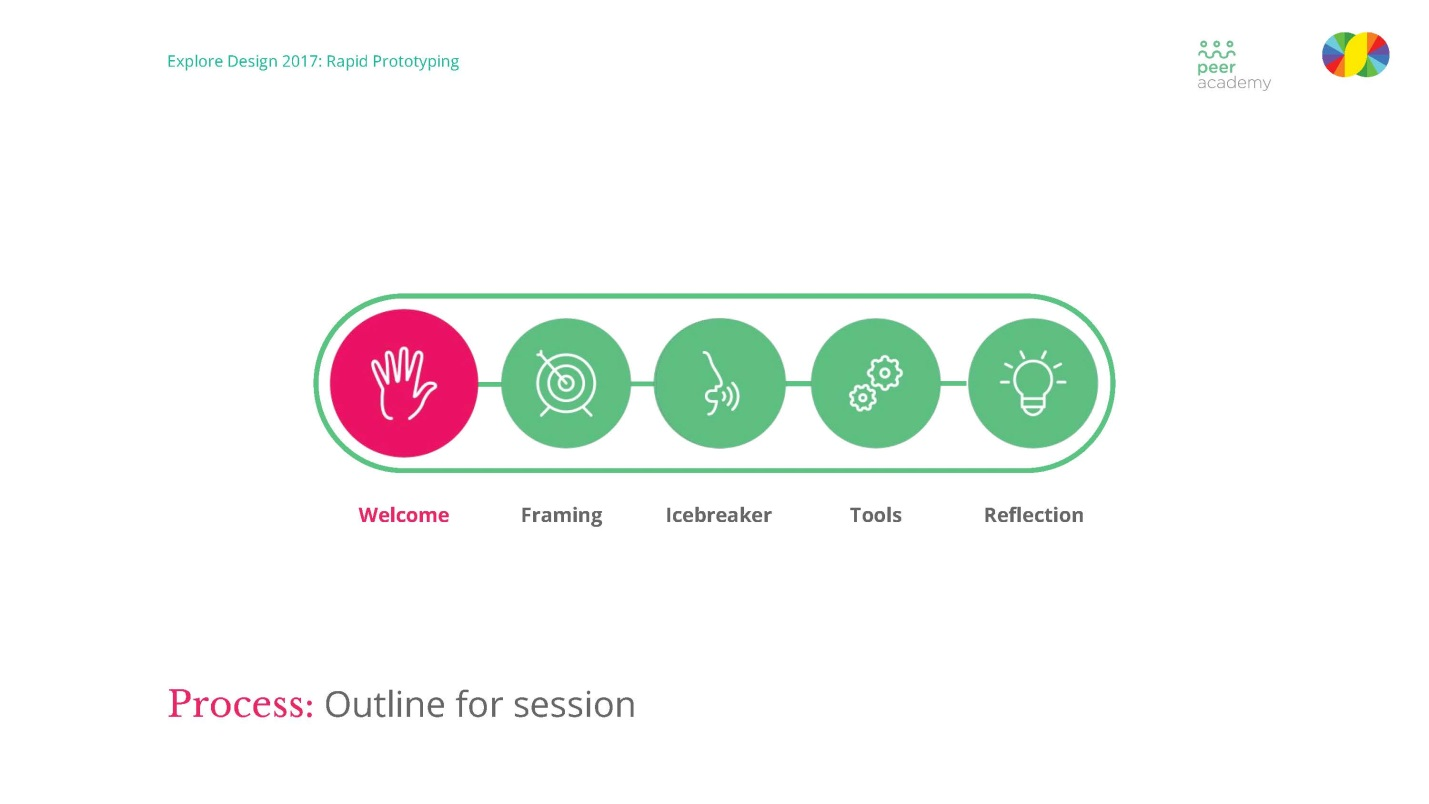 Explore Design 2017: Rapid Prototyping
peer
academy
Welcome
Framing
Icebreaker
Tools
Reflection
Process: Outline for session